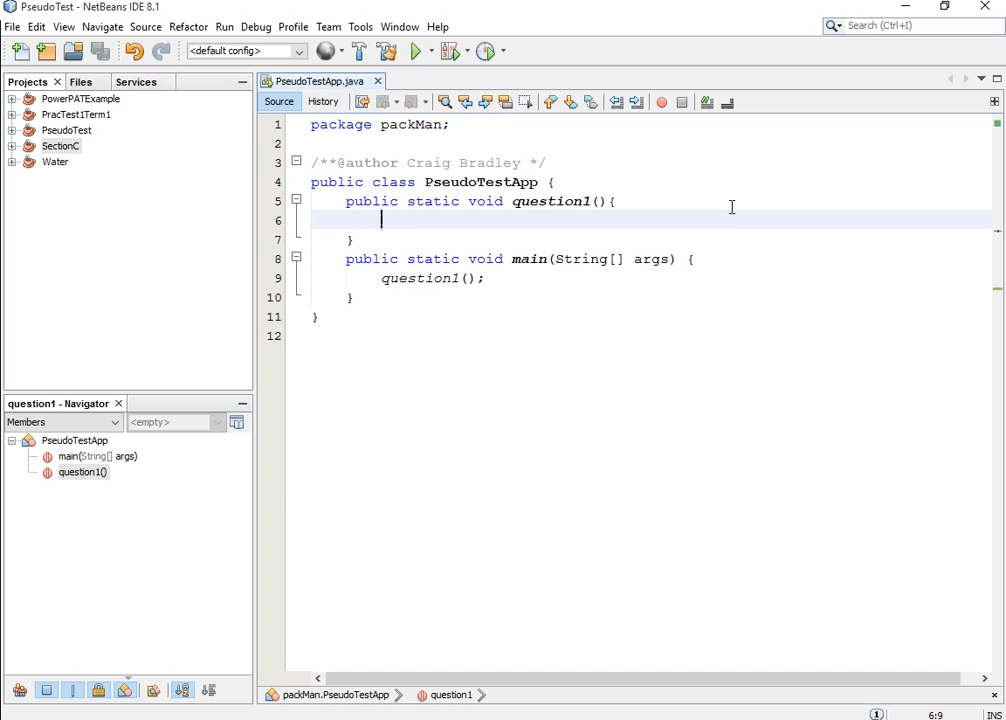 PseudoTest - NetBeans IDE 8.1
File Edit View Navigate Source Refactor Run Debug Profile Team Tools Window Help
Search (Ctrl+I)
<default config>
Projects Files Services
PowerPATExample
PracTest1Term1
PseudoTest
SectionC
Water
PseudoTestApp.java
Source History
1 package packMan;
2
3 /**@author Craig Bradley */
4 public class PseudoTestApp {
5 public static void question1(){
6
7 }
8 public static void main(String[] args) {
9 question1();
10 }
11 }
12
question1 - Navigator
Members <empty>
PseudoTestApp
main(String[] args)
question1()
packMan.PseudoTestApp question1
1 6:9 INS